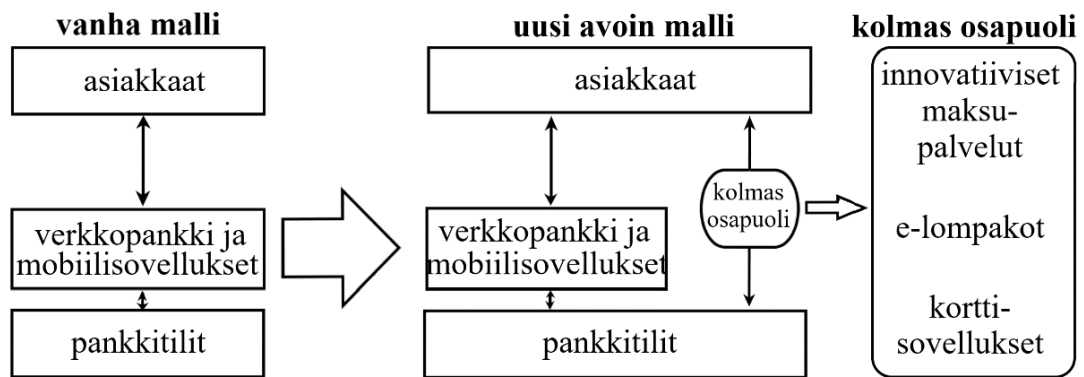 vanha malli
asiakkaat
verkkopankki ja
mobiilisovellukset
pankkitilit
uusi avoin malli
asiakkaat
verkkopankki ja
mobiilisovellukset
kolmas
osapuoli
pankkitilit
kolmas osapuoli
innovatiiviset
maksu-
palvelut
e-lompakot
kortti-
sovellukset